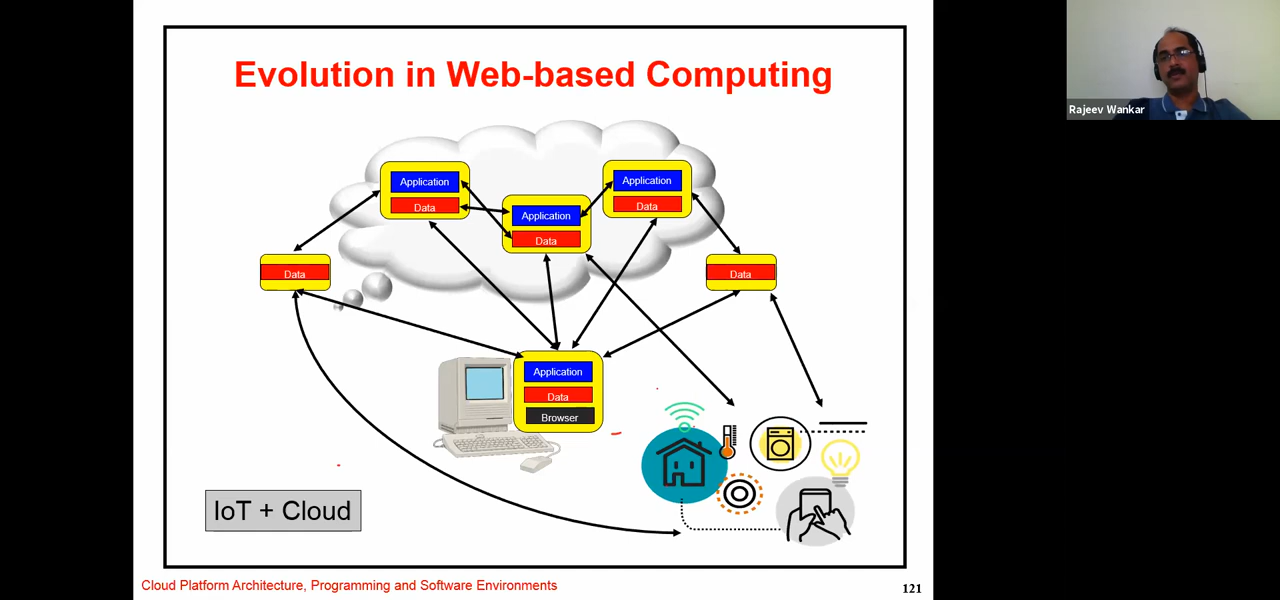 Evolution in Web-based Computing
Rajeev Wankar
Application
Data
Application
Data
Application
Data
Data
Data
Application
Data
Browser
IoT + Cloud
Cloud Platform Architecture, Programming and Software Environments
121